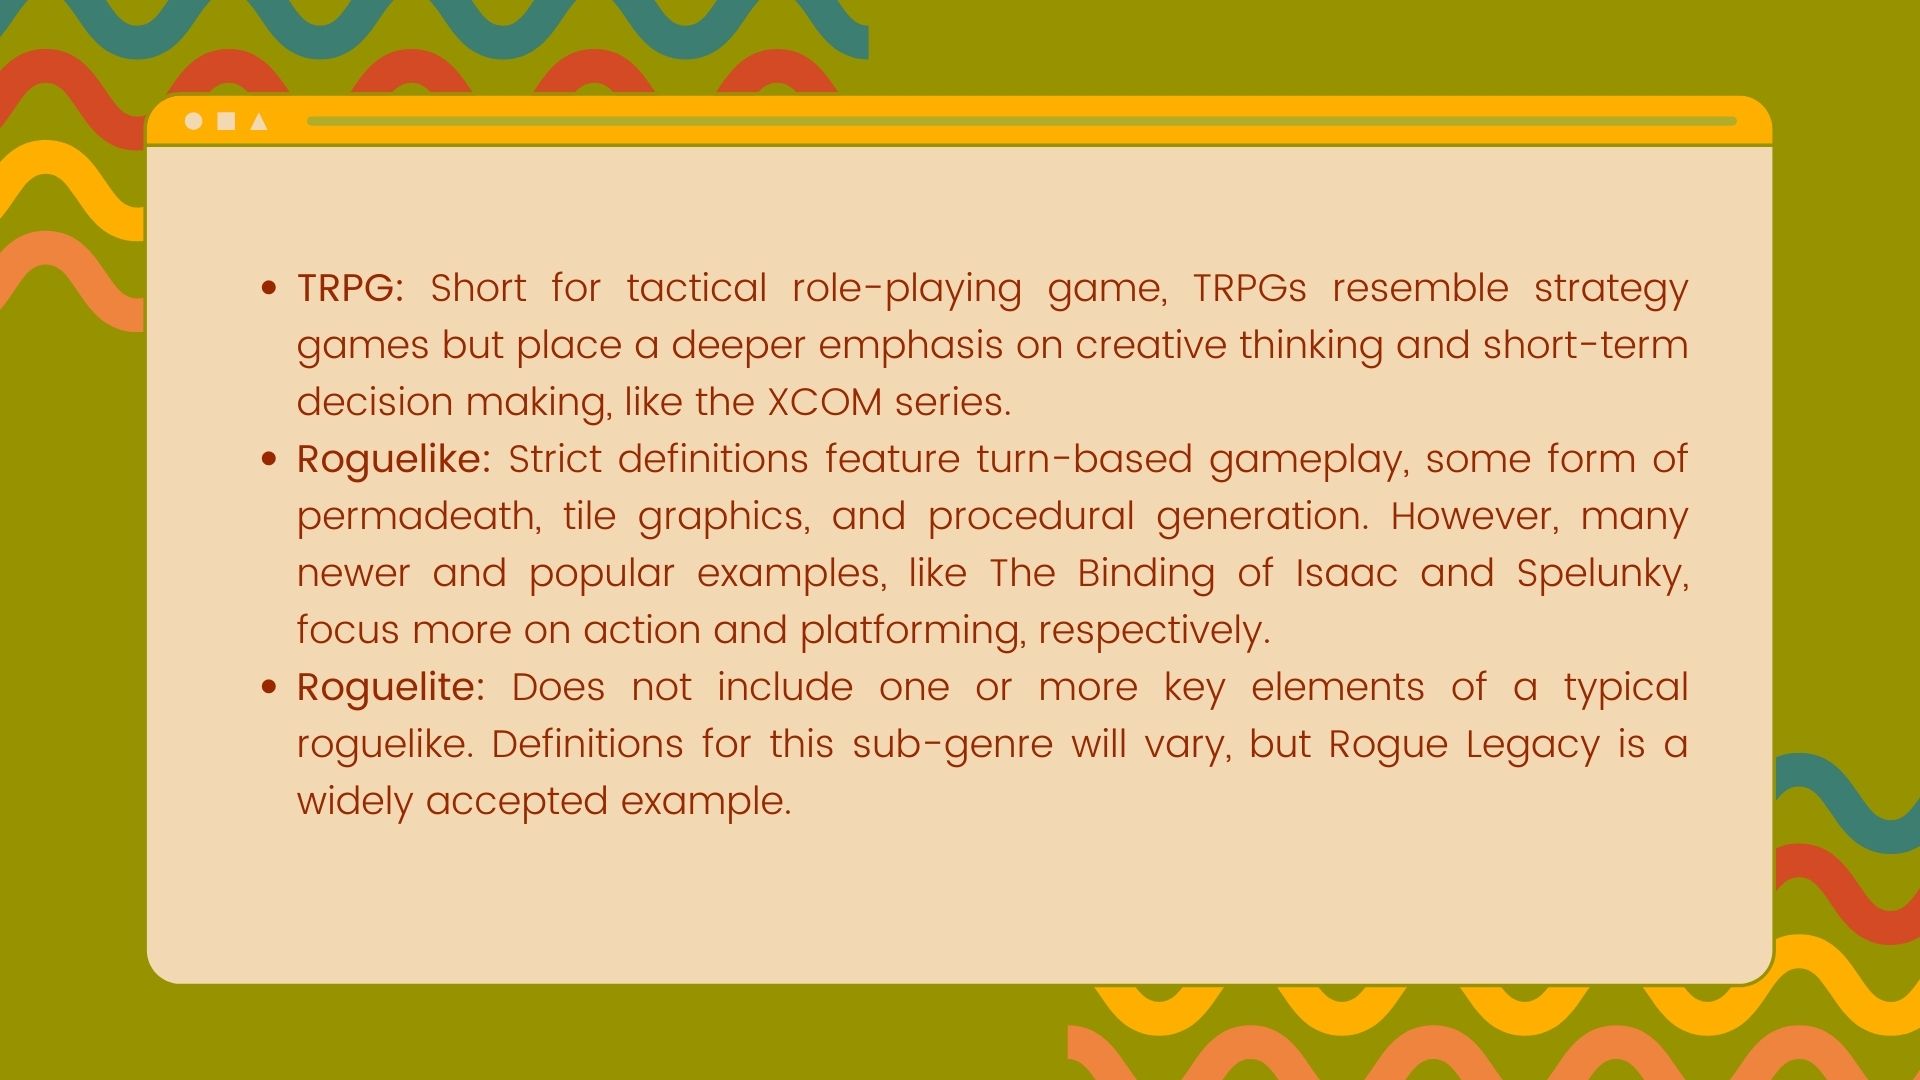 • TRPG: Short for tactical role-playing game, TRPGs resemble strategy
games but place a deeper emphasis on creative thinking and short-term
decision making, like the XCOM series.
• Roguelike: Strict definitions feature turn-based gameplay, some form of
permadeath, tile graphics, and procedural generation. However, many
newer and popular examples, like The Binding of Isaac and Spelunky,
focus more on action and platforming, respectively.
• Roguelite: Does not include one or more key elements of a typical
roguelike. Definitions for this sub-genre will vary, but Rogue Legacy is a
widely accepted example.